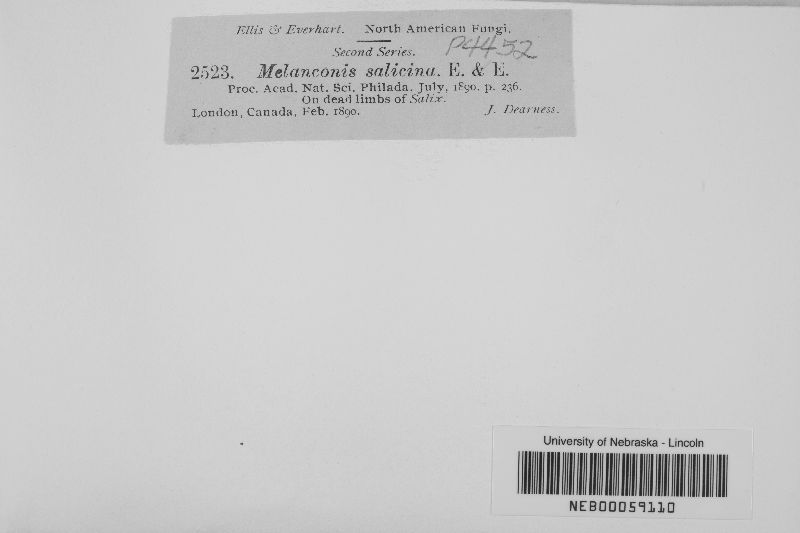 Ellis & Everhart. North American Fungi,
Second Series. P4452
2523. Melanconis salicina. E. & E.
Proc. Acad. Nat. Sci. Philada. July, 1890. p. 236.
On dead limbs of Salix.
London, Canada, Feb. 1890. J. Dearness.
University of Nebraska - Lincoln
NEB00059110